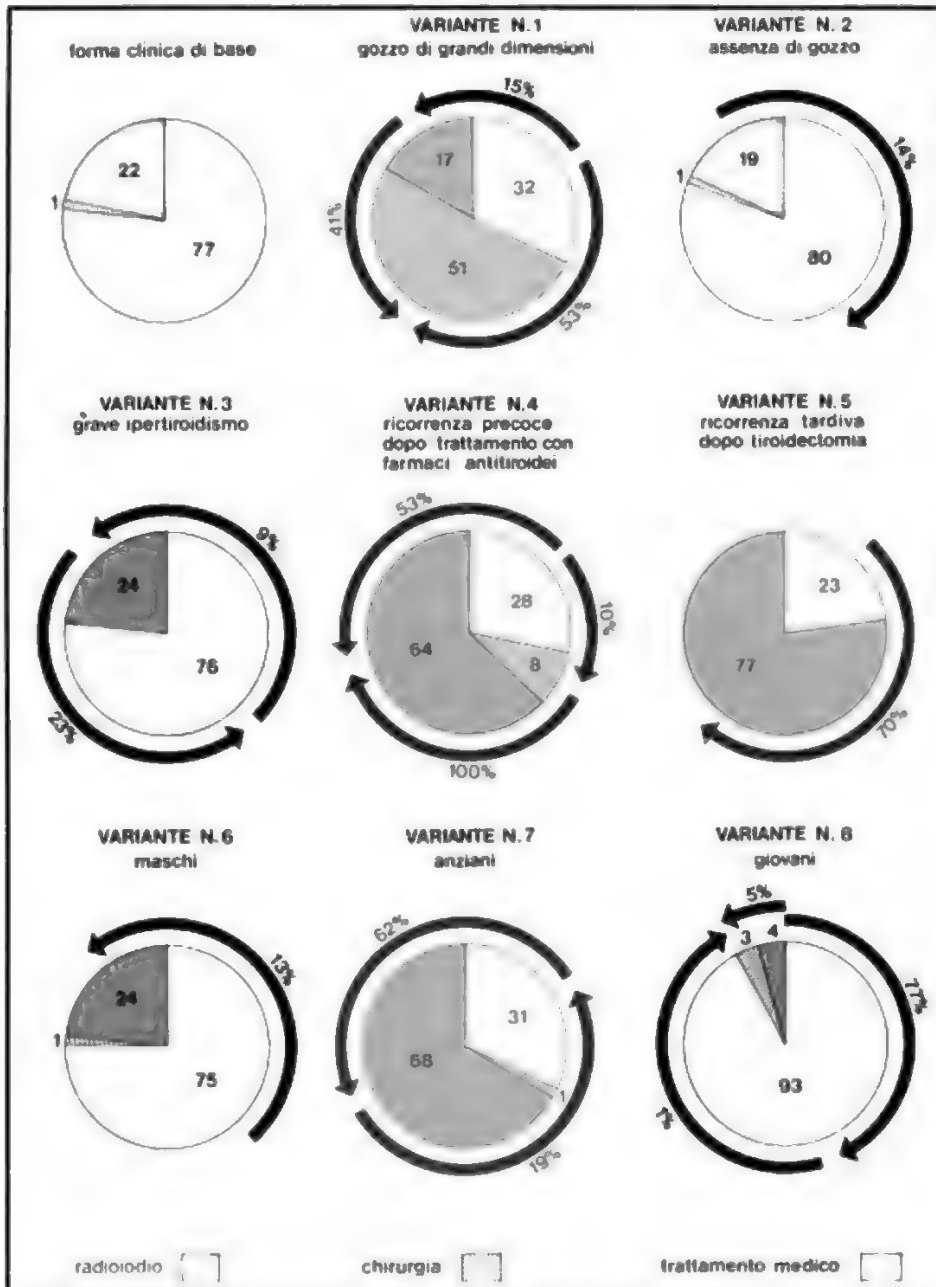 forma clinica di base
22
1
77
VARIANTE N.1
gozzo di grandi dimensioni
15%
17
32
41%
51
53%
VARIANTE N.2
assenza di gozzo
14%
19
1
80
VARIANTE N.3
grave ipertiroidismo
9%
24
76
23%
VARIANTE N.4
ricorrenza precoce
dopo trattamento con
farmaci antitiroidei
53%
28
10%
64
8
100%
VARIANTE N.5
ricorrenza tardiva
dopo tiroidectomia
23
77
70%
VARIANTE N.6
maschi
13%
24
1
75
VARIANTE N.7
anziani
62%
31
68
1
19%
VARIANTE N.8
giovani
5%
3
4
77%
93
radioiodio
chirurgia
trattamento medico